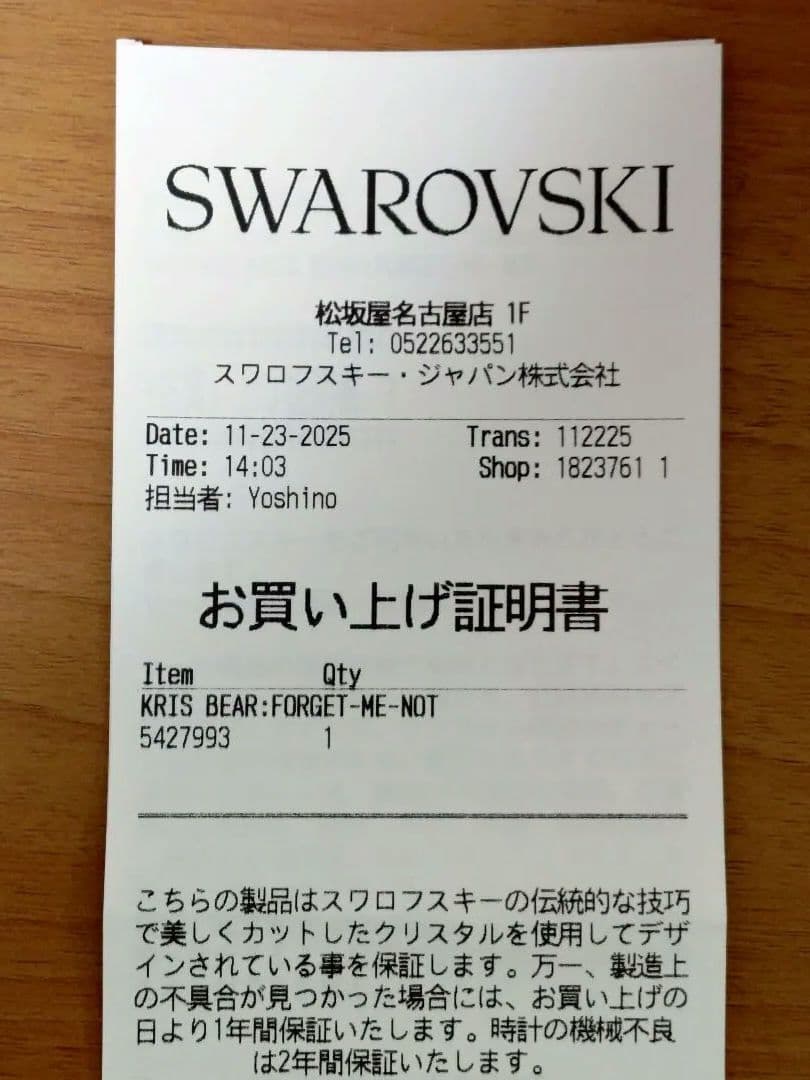 SWAROVSKI
松坂屋名古屋店 1F
Tel: 0522633551
スワロフスキー・ジャパン株式会社
Date: 11-23-2025 Trans: 112225
Time: 14:03 Shop: 1823761 1
担当者: Yoshino
お買い上げ証明書
Item Qty
KRIS BEAR:FORGET-ME-NOT
5427993 1
こちらの製品はスワロフスキーの伝統的な技巧
で美しくカットしたクリスタルを使用してデザ
インされている事を保証します。万一、製造上
の不具合が見つかった場合には、お買い上げの
日より1年間保証いたします。時計の機械不良
は2年間保証いたします。